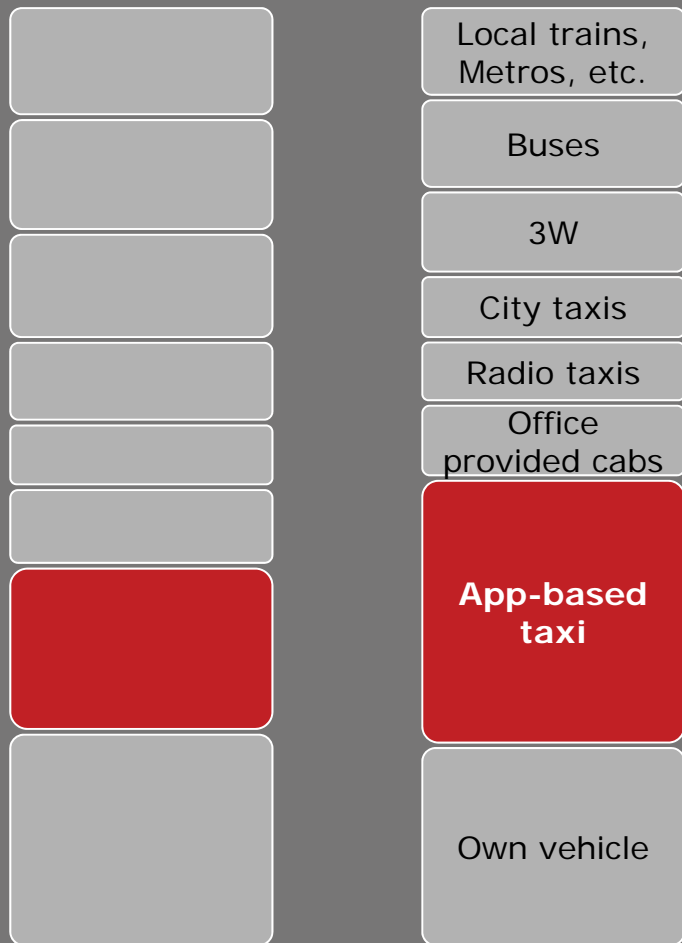 Local trains,
Metros, etc.
Buses
3W
City taxis
Radio taxis
Office
provided cabs
App-based
taxi
Own vehicle